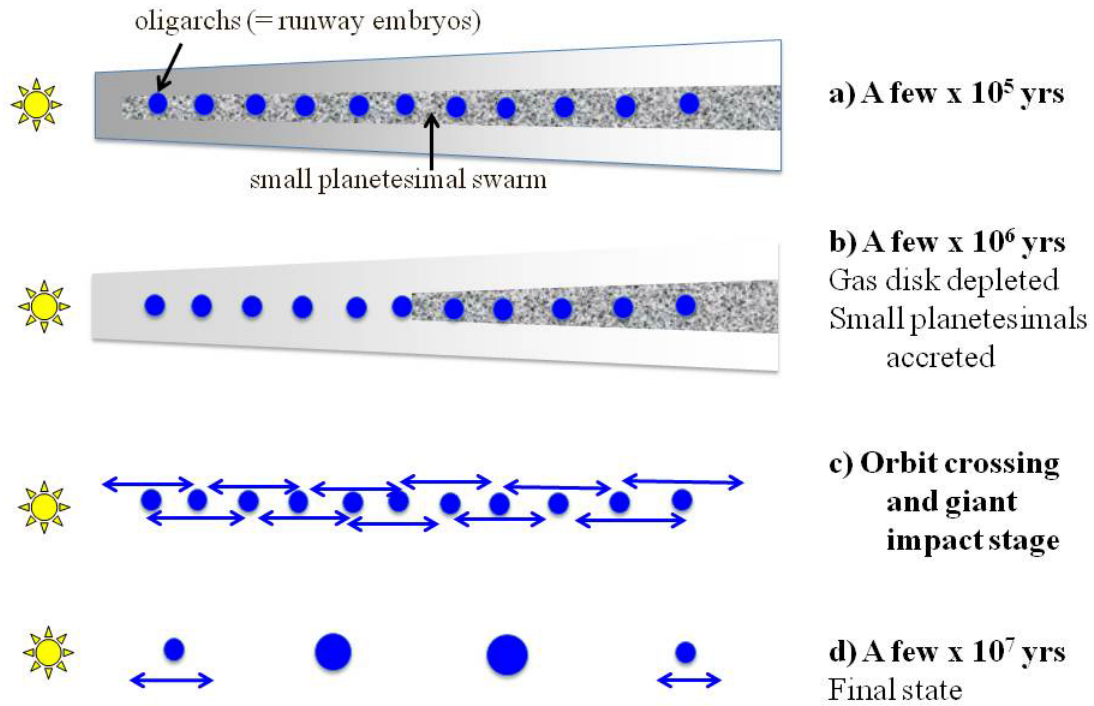 oligarchs (= runway embryos)
a) A few x 10⁵ yrs
small planetesimal swarm
b) A few x 10⁶ yrs
Gas disk depleted
Small planetesimals
accreted
c) Orbit crossing
and giant
impact stage
d) A few x 10⁷ yrs
Final state